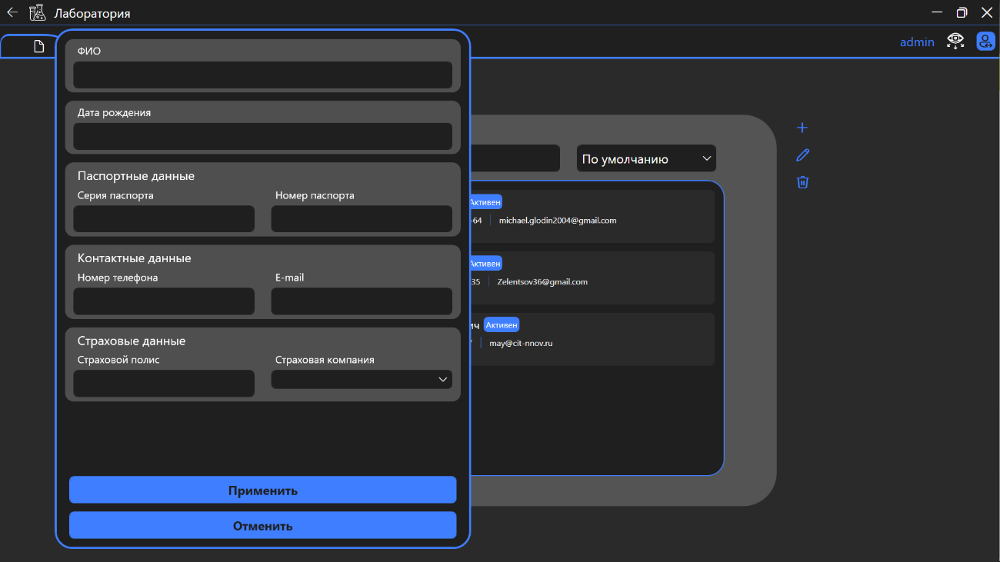 Лаборатория
admin
ФИО
Дата рождения
Паспортные данные
Серия паспорта Номер паспорта
Контактные данные
Номер телефона E-mail
Страховые данные
Страховой полис Страховая компания
Применить
Отменить
По умолчанию
Активен
-64 michael.glodin2004@gmail.com
Активен
35 Zelentsov36@gmail.com
ич Активен
may@cit-nnov.ru